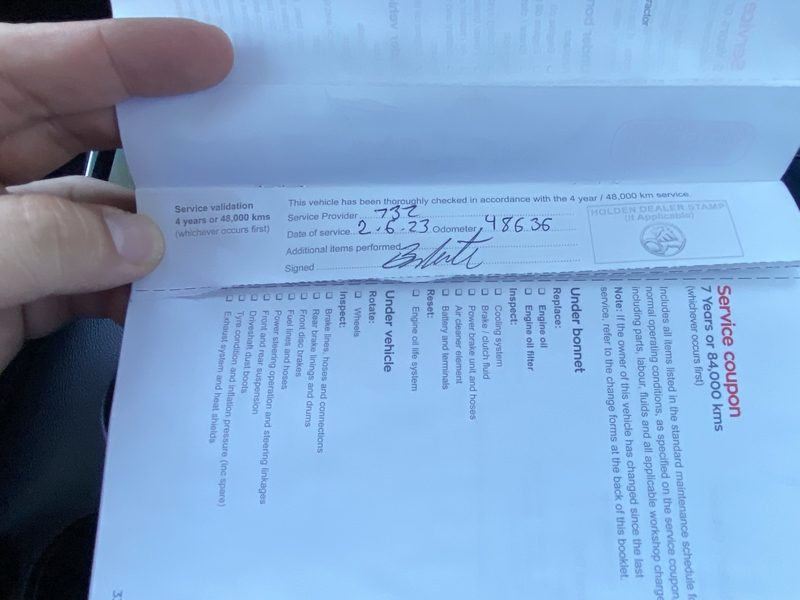 Service validation
4 years or 48,000 kms
(whichever occurs first)
This vehicle has been thoroughly checked in accordance with the 4 year / 48,000 km service.
Service Provider 732
Date of service 2.6.23 Odometer 48636
Additional items performed
Signed
HOLDEN DEALER STAMP
(If Applicable)
Service coupon
7 Years or 84,000 kms
(whichever occurs first)
Includes all items listed in the standard maintenance schedule
normal operating conditions, as specified on the service coupon
including parts, labour, fluids and all applicable workshop
Note: If the owner of this vehicle has changed since the last
service, refer to the change forms at the back of this booklet.
Under bonnet
Replace:
Engine oil
Engine oil filter
Inspect:
Cooling system
Brake / clutch fluid
Power brake unit and hoses
Air cleaner element
Battery and terminals
Reset:
Engine oil life system
Under vehicle
Rotate:
Wheels
Inspect:
Brake lines, hoses and connections
Rear brake linings and drums
Front disc brakes
Fuel lines and hoses
Power steering operation and steering linkages
Front and rear suspension
Driveshaft dust boots
Tyre condition and inflation pressure (inc spare)
Exhaust system and heat shields